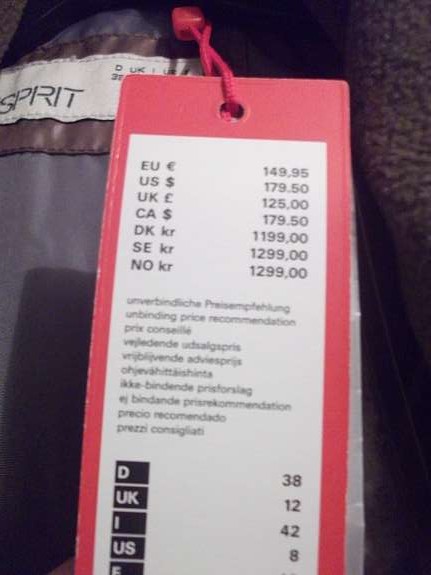 D UK I US
SPRIT
EU € 149,95
US $ 179.50
UK £ 125,00
CA $ 179.50
DK kr 1199,00
SE kr 1299,00
NO kr 1299,00
unverbindliche Preisempfehlung
unbinding price recommendation
prix conseillé
vejledende udsalgspris
vrijblijvende adviesprijs
ohjevähittäishinta
ikke-bindende prisforslag
ej bindande prisrekommendation
precio recomendado
prezzi consigliati
D 38
UK 12
I 42
US 8
E